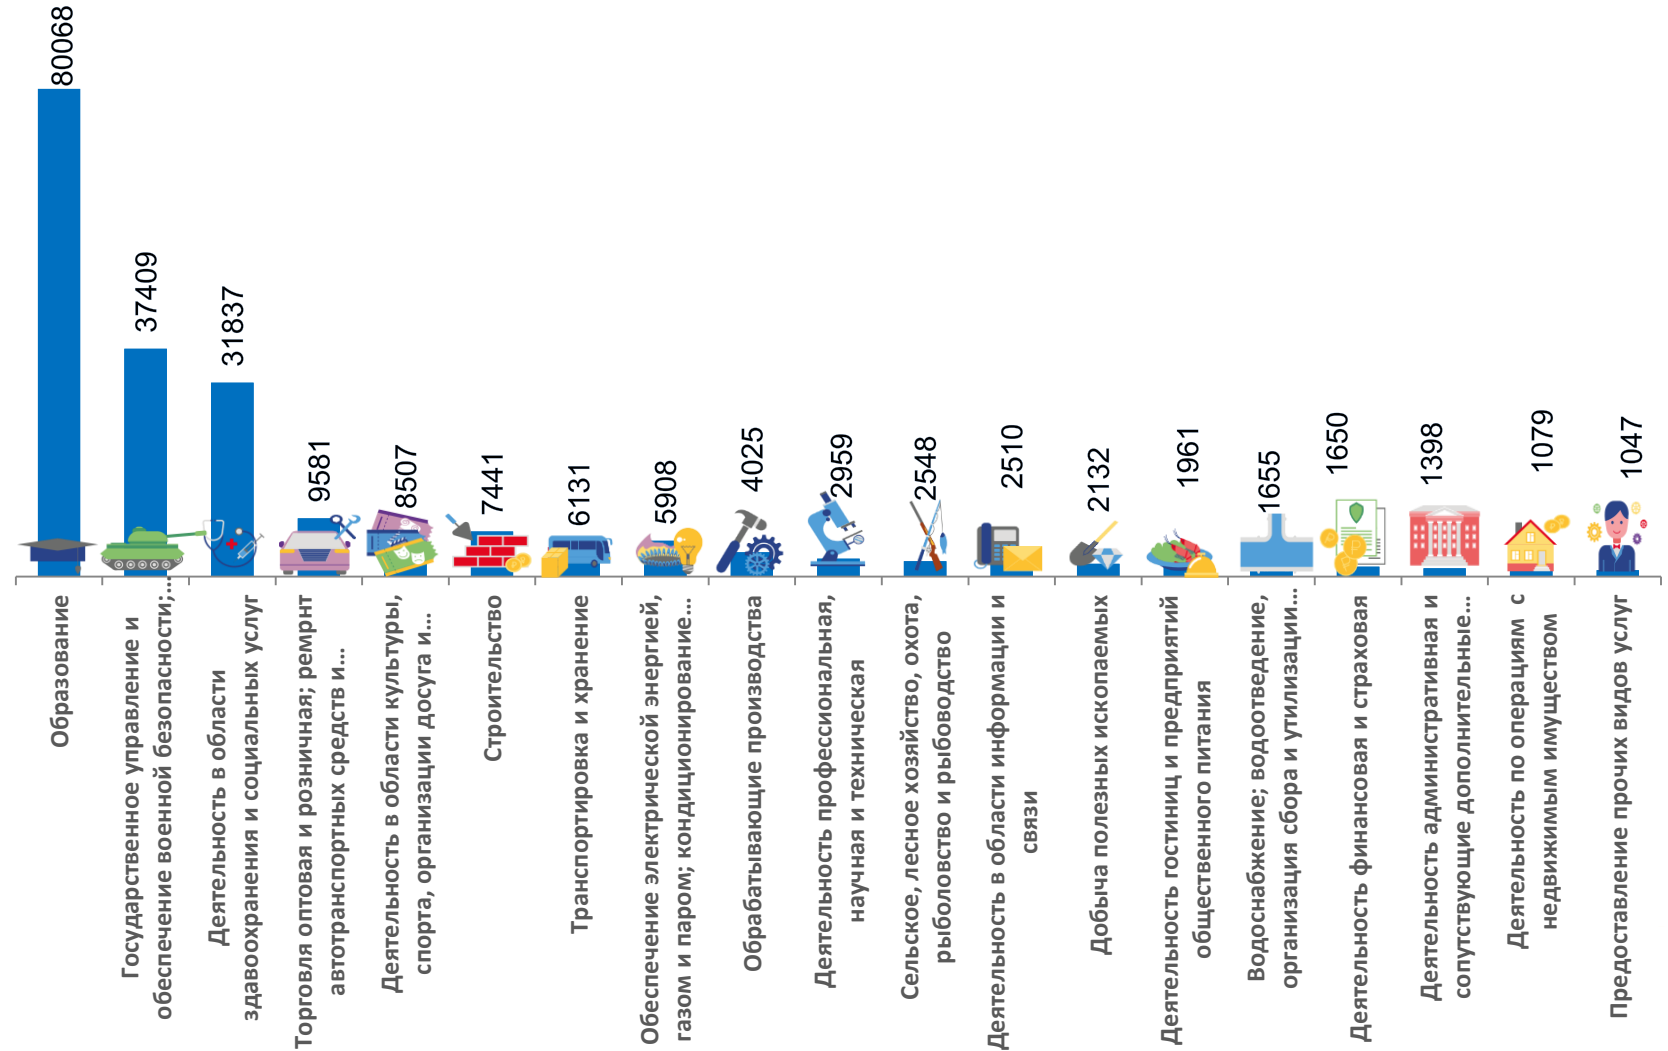 80068
37409
31837
9581
8507
7441
6131
5908
4025
2959
2548
2510
2132
1961
1655
1650
1398
1079
1047
Образование
Государственное управление и
обеспечение военной безопасности;...
Деятельность в области
здавоохранения и социальных услуг
Торговля оптовая и розничная; ремрнт
автотранспортных средств и...
Деятельность в области культуры,
спорта, организации досуга и...
Строительство
Транспортировка и хранение
Обеспечение электрической энергией,
газом и паром; кондиционирование...
Обрабатывающие производства
Деятельность профессиональная,
научная и техническая
Сельское, лесное хозяйство, охота,
рыболовство и рыбоводство
Деятельность в области информации и
связи
Добыча полезных ископаемых
Деятельность гостиниц и предприятий
общественного питания
Водоснабжение; водоотведение,
организация сбора и утилизации...
Деятельность финансовая и страховая
Деятельность административная и
сопутствующие дополнительные...
Деятельность по операциям с
недвижимым имуществом
Предоставление прочих видов услуг